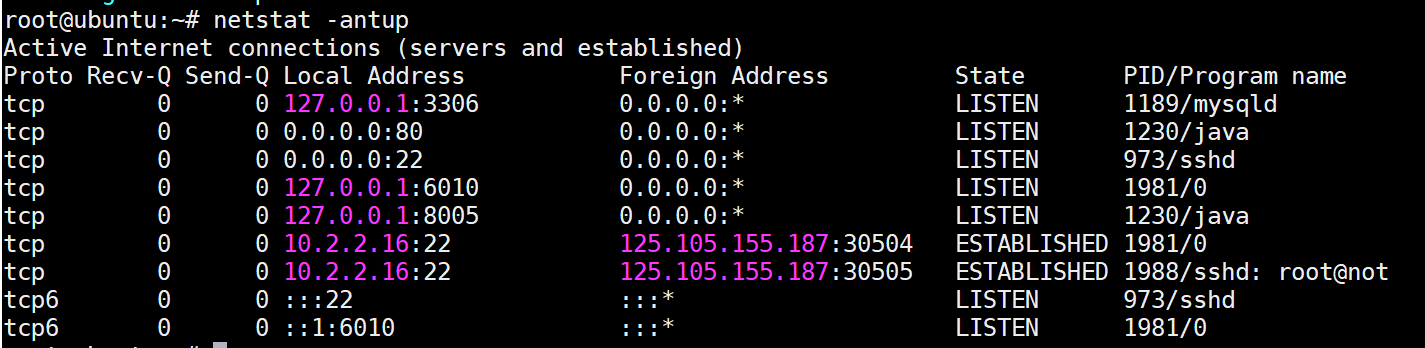 root@ubuntu:~# netstat -antup
Active Internet connections (servers and established)
Proto Recv-Q Send-Q Local Address           Foreign Address         State       PID/Program name
tcp        0      0 127.0.0.1:3306          0.0.0.0:*               LISTEN      1189/mysqld
tcp        0      0 0.0.0.0:80              0.0.0.0:*               LISTEN      1230/java
tcp        0      0 0.0.0.0:22              0.0.0.0:*               LISTEN      973/sshd
tcp        0      0 127.0.0.1:6010          0.0.0.0:*               LISTEN      1981/0
tcp        0      0 127.0.0.1:8005          0.0.0.0:*               LISTEN      1230/java
tcp        0      0 10.2.2.16:22            125.105.155.187:30504   ESTABLISHED 1981/0
tcp        0      0 10.2.2.16:22            125.105.155.187:30505   ESTABLISHED 1988/sshd: root@not
tcp6       0      0 :::22                   :::*                    LISTEN      973/sshd
tcp6       0      0 ::1:6010                :::*                    LISTEN      1981/0